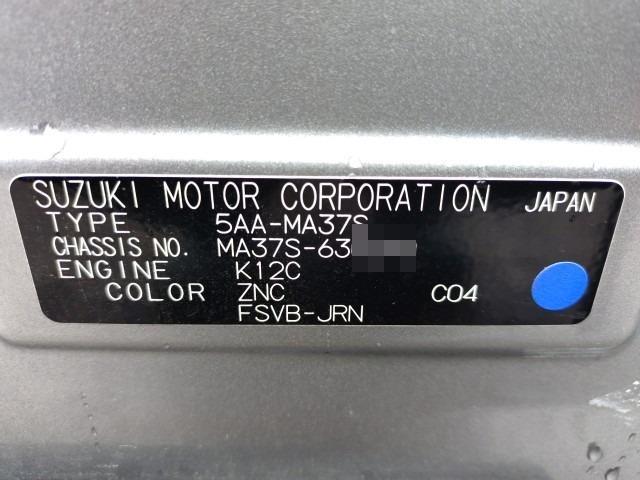 SUZUKI MOTOR CORPORATION JAPAN
TYPE 5AA-MA37S
CHASSIS NO. MA37S-63
ENGINE K12C
COLOR ZNC C04
FSVB-JRN